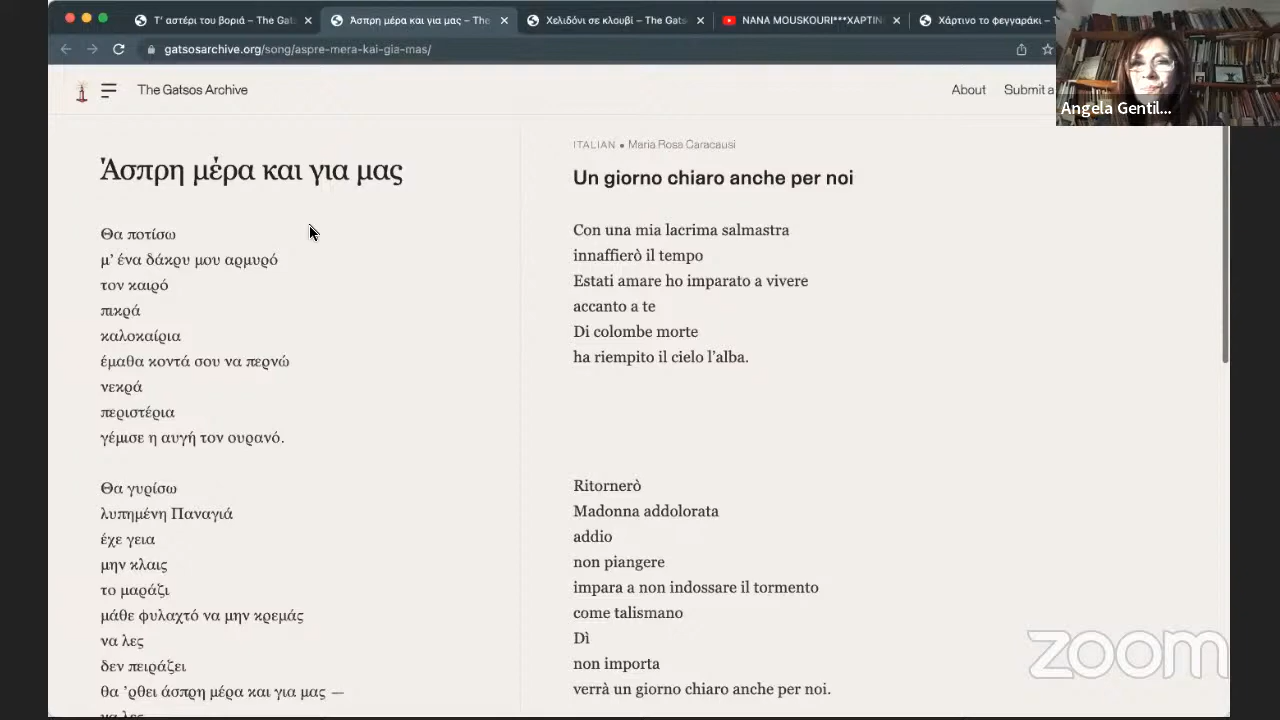 Τ' αστέρι του βοριά – The Gats
Άσπρη μέρα και για μας – The
Χελιδόνι σε κλουβί – The Gats
NANA MOUSKOURI***ΧΑΡΤΙΝ
Χάρτινο το φεγγαράκι – T
gatsosarchive.org/song/aspre-mera-kai-gia-mas/
The Gatsos Archive
About
Submit a
Angela Gentil...
Άσπρη μέρα και για μας
Θα ποτίσω
μ' ένα δάκρυ μου αρμυρό
τον καιρό
πικρά
καλοκαίρια
έμαθα κοντά σου να περνώ
νεκρά
περιστέρια
γέμισε η αυγή τον ουρανό.
Θα γυρίσω
λυπημένη Παναγιά
έχε γεια
μην κλαις
το μαράζι
μάθε φυλαχτό να μην κρεμάς
να λες
δεν πειράζει
θα 'ρθει άσπρη μέρα και για μας —
να λες
ITALIAN • Maria Rosa Caracausi
Un giorno chiaro anche per noi
Con una mia lacrima salmastra
innaffierò il tempo
Estati amare ho imparato a vivere
accanto a te
Di colombe morte
ha riempito il cielo l'alba.
Ritornerò
Madonna addolorata
addio
non piangere
impara a non indossare il tormento
come talismano
Dì
non importa
verrà un giorno chiaro anche per noi.
zoom